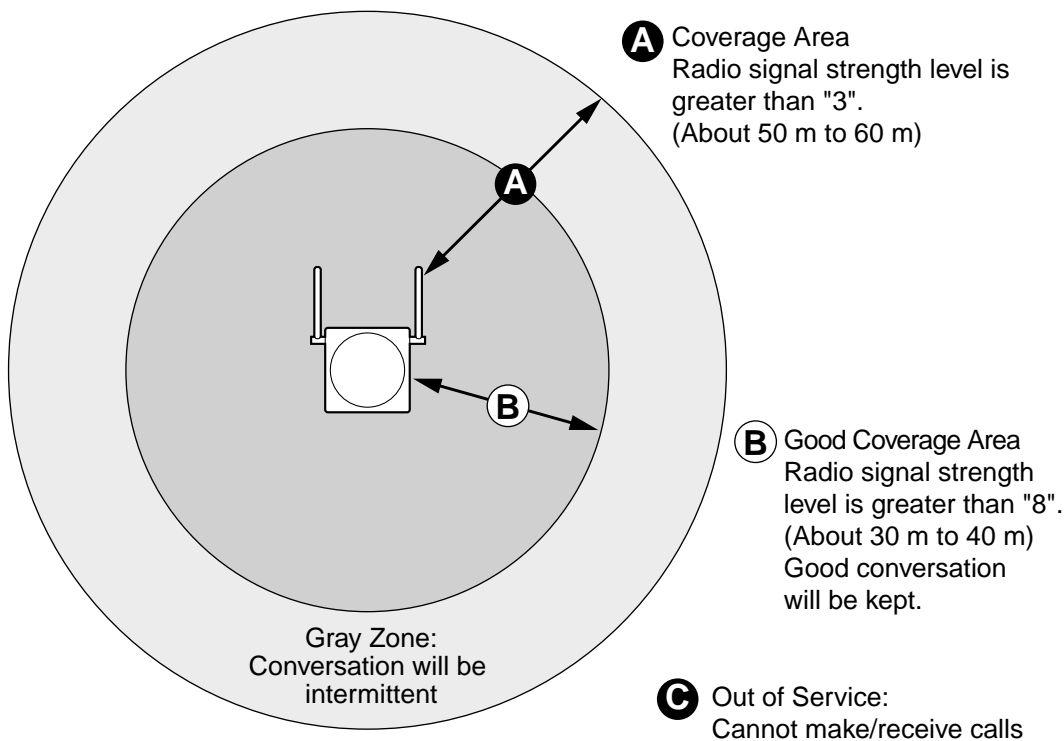 A Coverage Area
Radio signal strength level is
greater than "3".
(About 50 m to 60 m)
A
B
B Good Coverage Area
Radio signal strength
level is greater than "8".
(About 30 m to 40 m)
Good conversation
will be kept.
Gray Zone:
Conversation will be
intermittent
C Out of Service:
Cannot make/receive calls